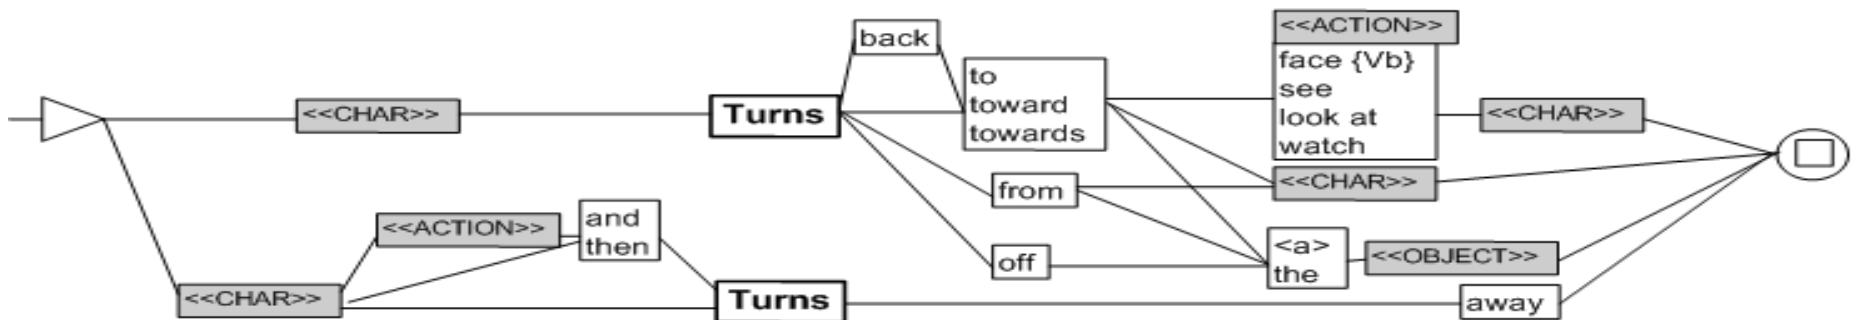 <<CHAR>>
Turns
back
to
toward
towards
<<ACTION>>
face {Vb}
see
look at
watch
<<CHAR>>
from
<<CHAR>>
off
<a>
the
<<OBJECT>>
<<CHAR>>
<<ACTION>>
and
then
Turns
away